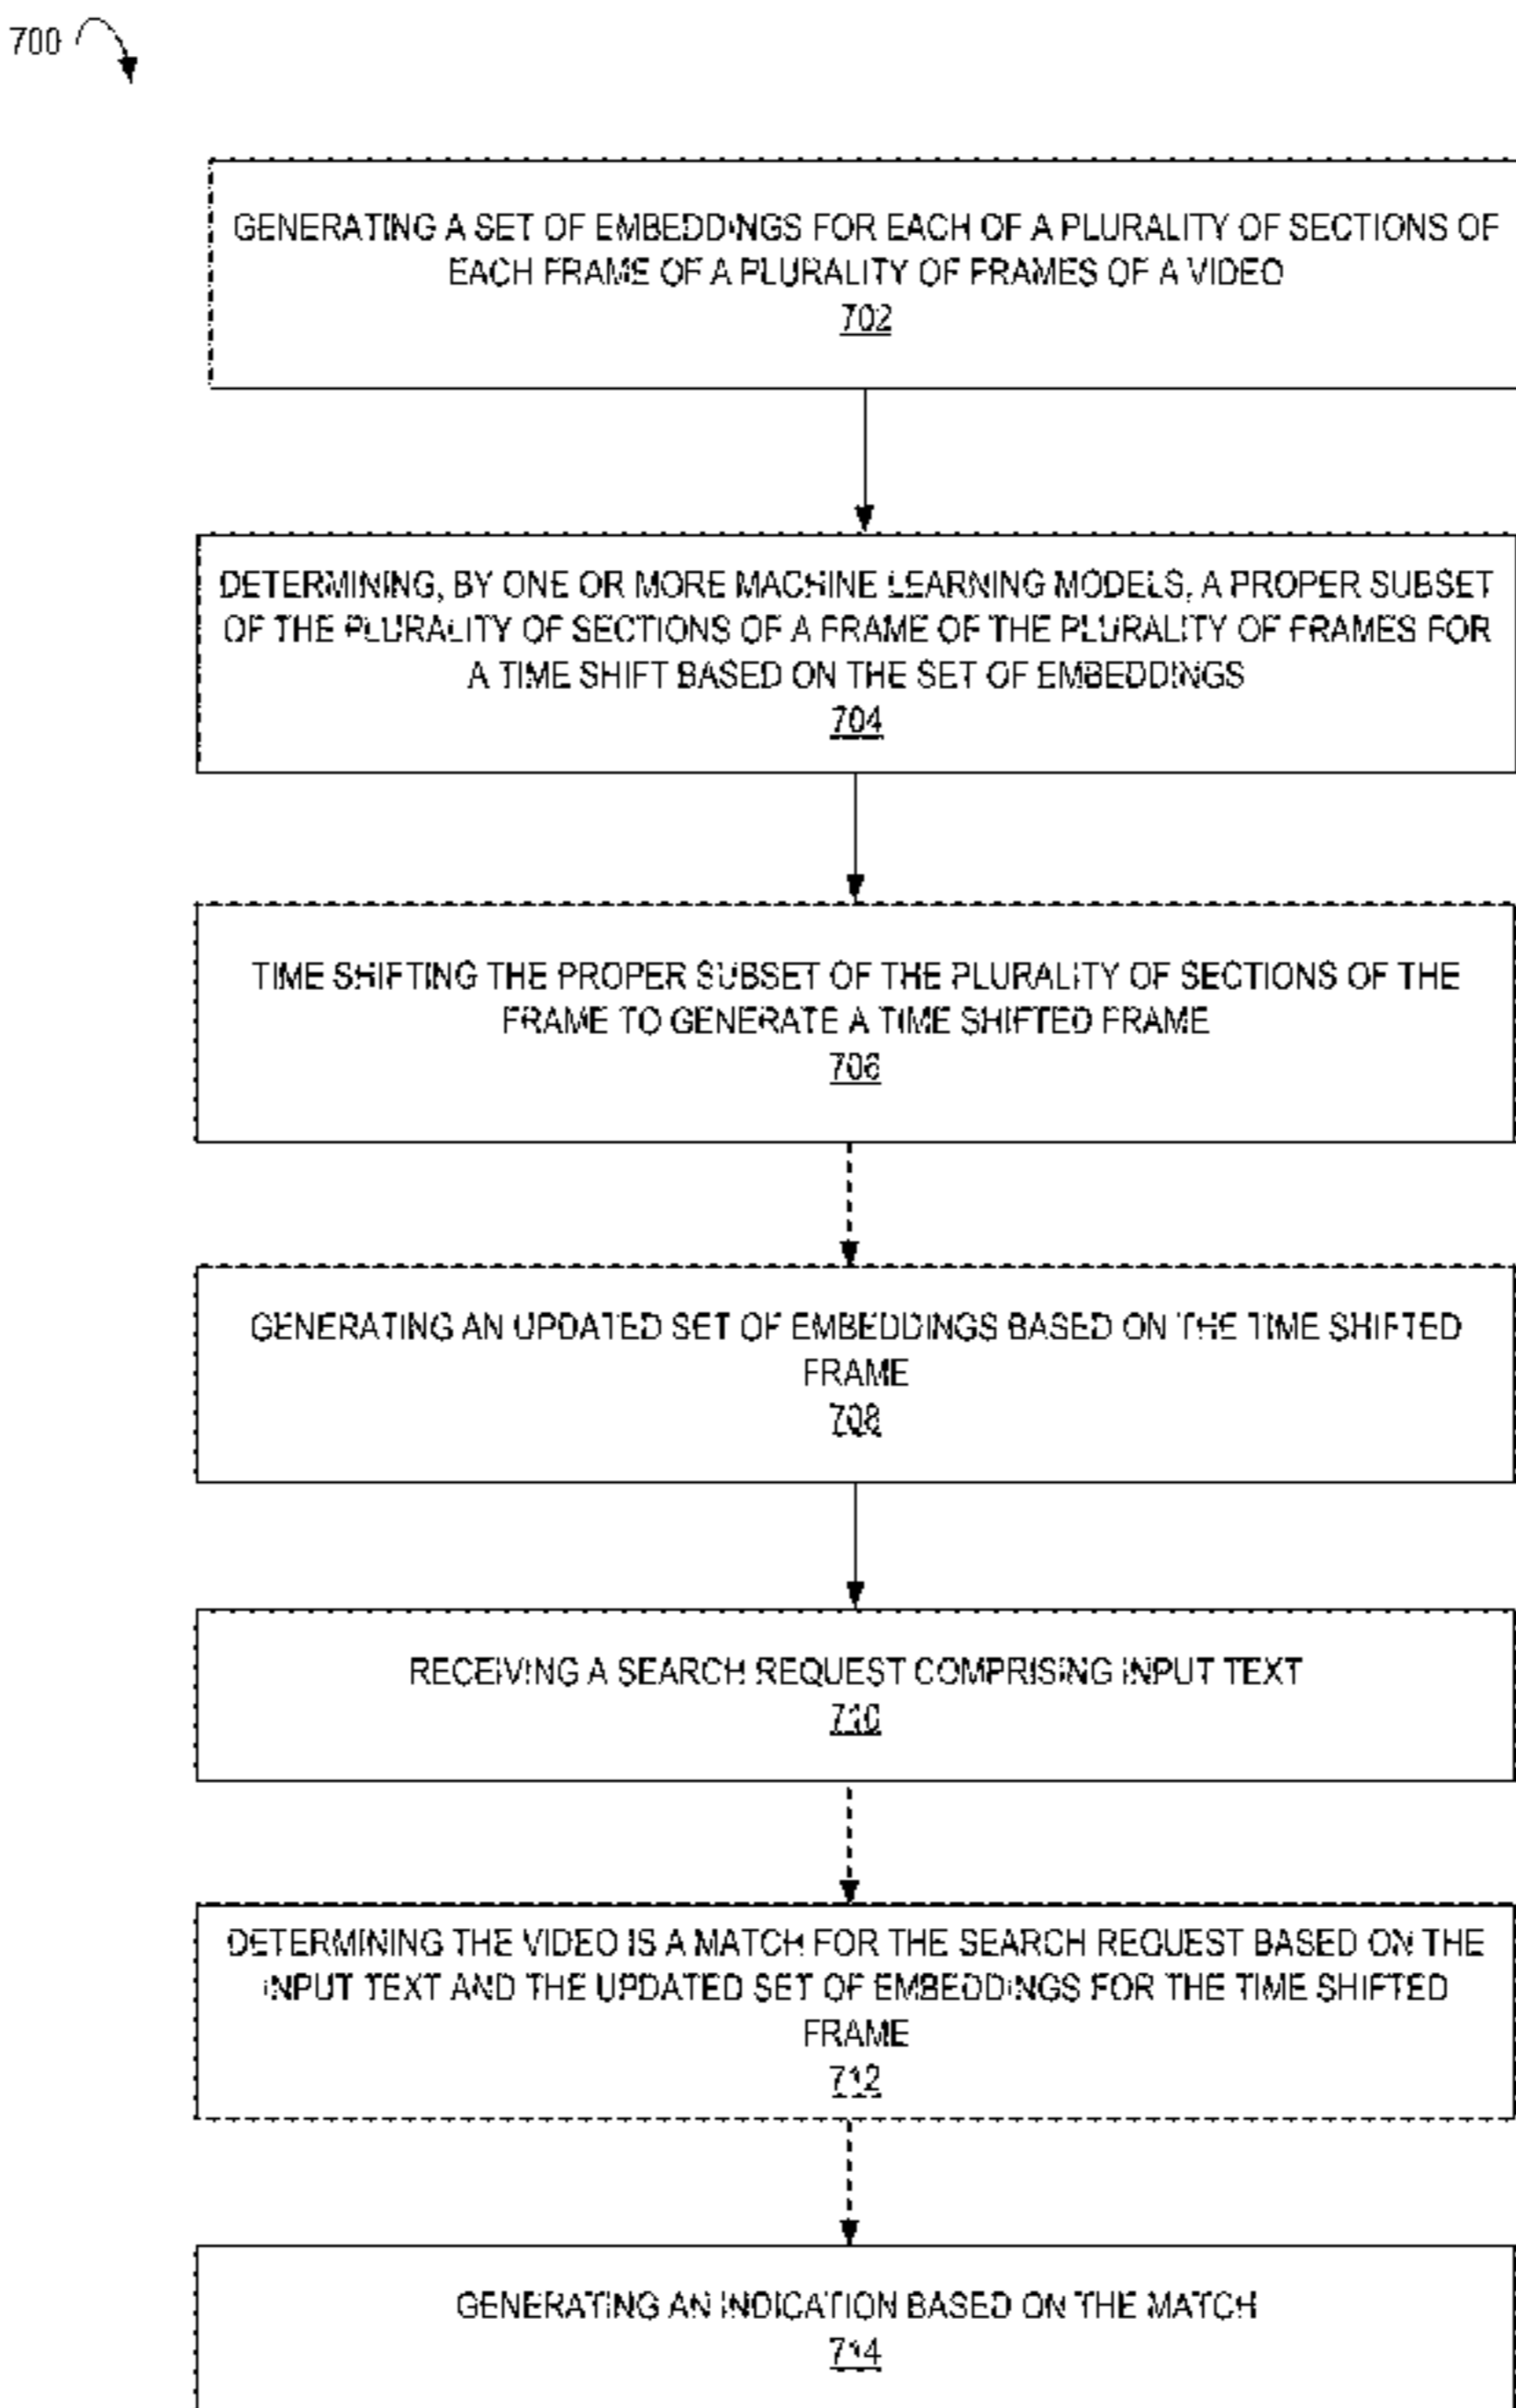 700
GENERATING A SET OF EMBEDDINGS FOR EACH OF A PLURALITY OF SECTIONS OF
EACH FRAME OF A PLURALITY OF FRAMES OF A VIDEO
702
DETERMINING, BY ONE OR MORE MACHINE LEARNING MODELS, A PROPER SUBSET
OF THE PLURALITY OF SECTIONS OF A FRAME OF THE PLURALITY OF FRAMES FOR
A TIME SHIFT BASED ON THE SET OF EMBEDDINGS
704
TIME SHIFTING THE PROPER SUBSET OF THE PLURALITY OF SECTIONS OF THE
FRAME TO GENERATE A TIME SHIFTED FRAME
706
GENERATING AN UPDATED SET OF EMBEDDINGS BASED ON THE TIME SHIFTED
FRAME
708
RECEIVING A SEARCH REQUEST COMPRISING INPUT TEXT
710
DETERMINING THE VIDEO IS A MATCH FOR THE SEARCH REQUEST BASED ON THE
INPUT TEXT AND THE UPDATED SET OF EMBEDDINGS FOR THE TIME SHIFTED
FRAME
712
GENERATING AN INDICATION BASED ON THE MATCH
714